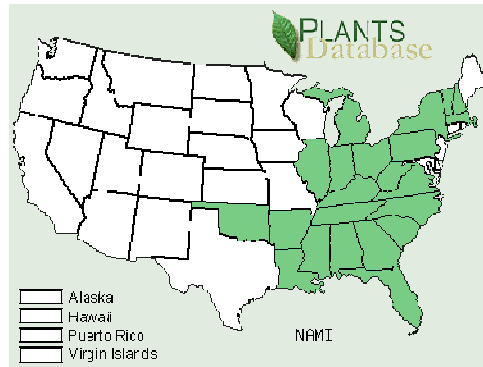 PLANTS
Database
Alaska
Hawaii
Puerto Rico
Virgin Islands
NAMI